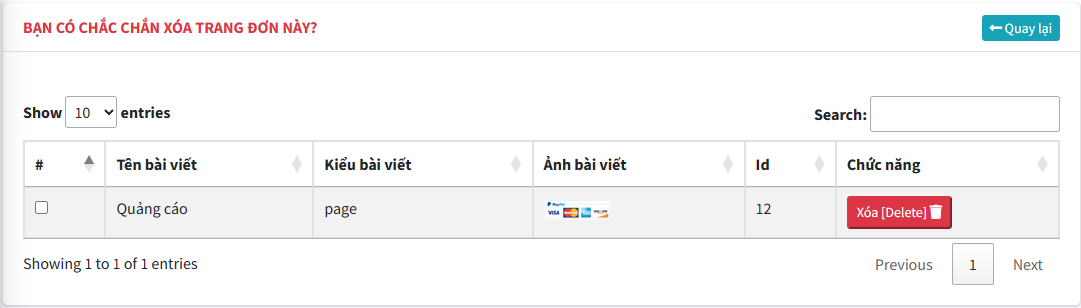 BẠN CÓ CHẮC CHẮN XÓA TRANG ĐƠN NÀY?
Quay lại
Show 10 entries
Search:
# Tên bài viết Kiểu bài viết Ảnh bài viết Id Chức năng
Quảng cáo page PayPal VISA 12 Xóa [Delete]
Showing 1 to 1 of 1 entries
Previous 1 Next